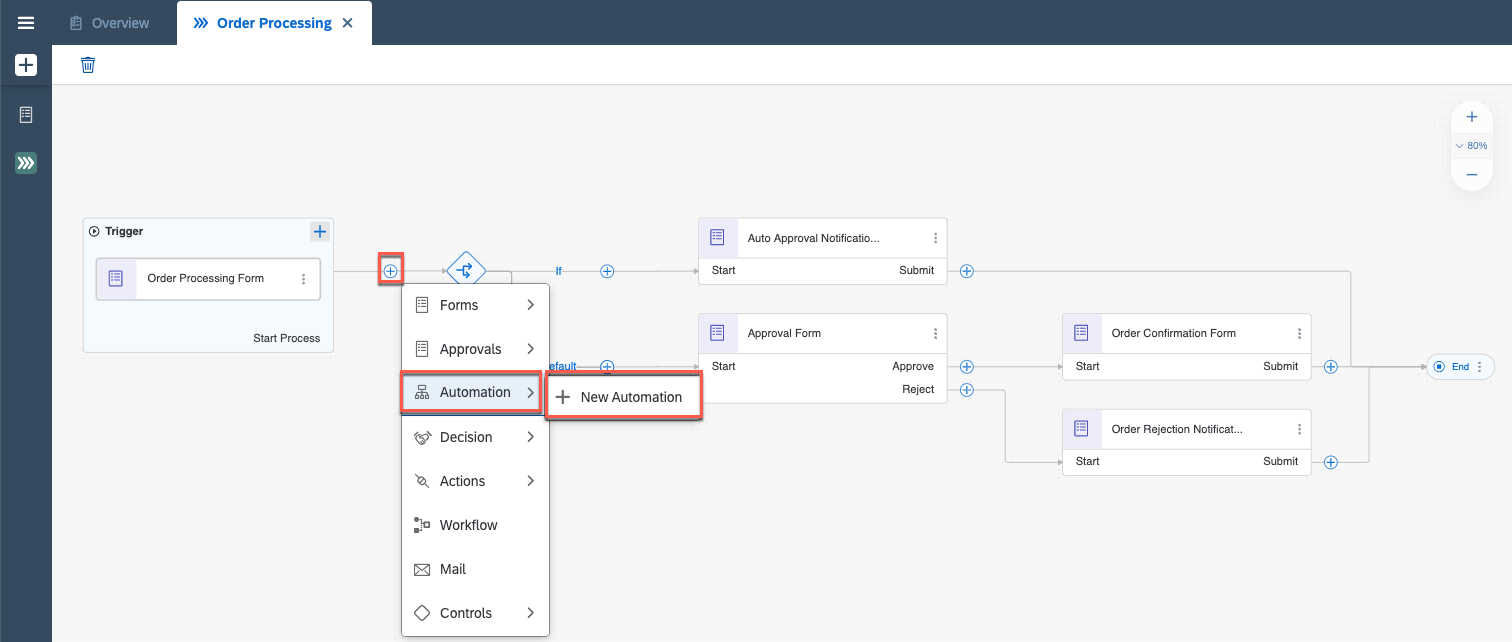 Overview
Order Processing
80%
Trigger
Order Processing Form
Start Process
If
Auto Approval Notificatio...
Start
Submit
Forms
Approvals
Automation
New Automation
Decision
Actions
Workflow
Mail
Controls
efault
Approval Form
Start
Approve
Reject
Order Confirmation Form
Start
Submit
End
Order Rejection Notificat...
Start
Submit